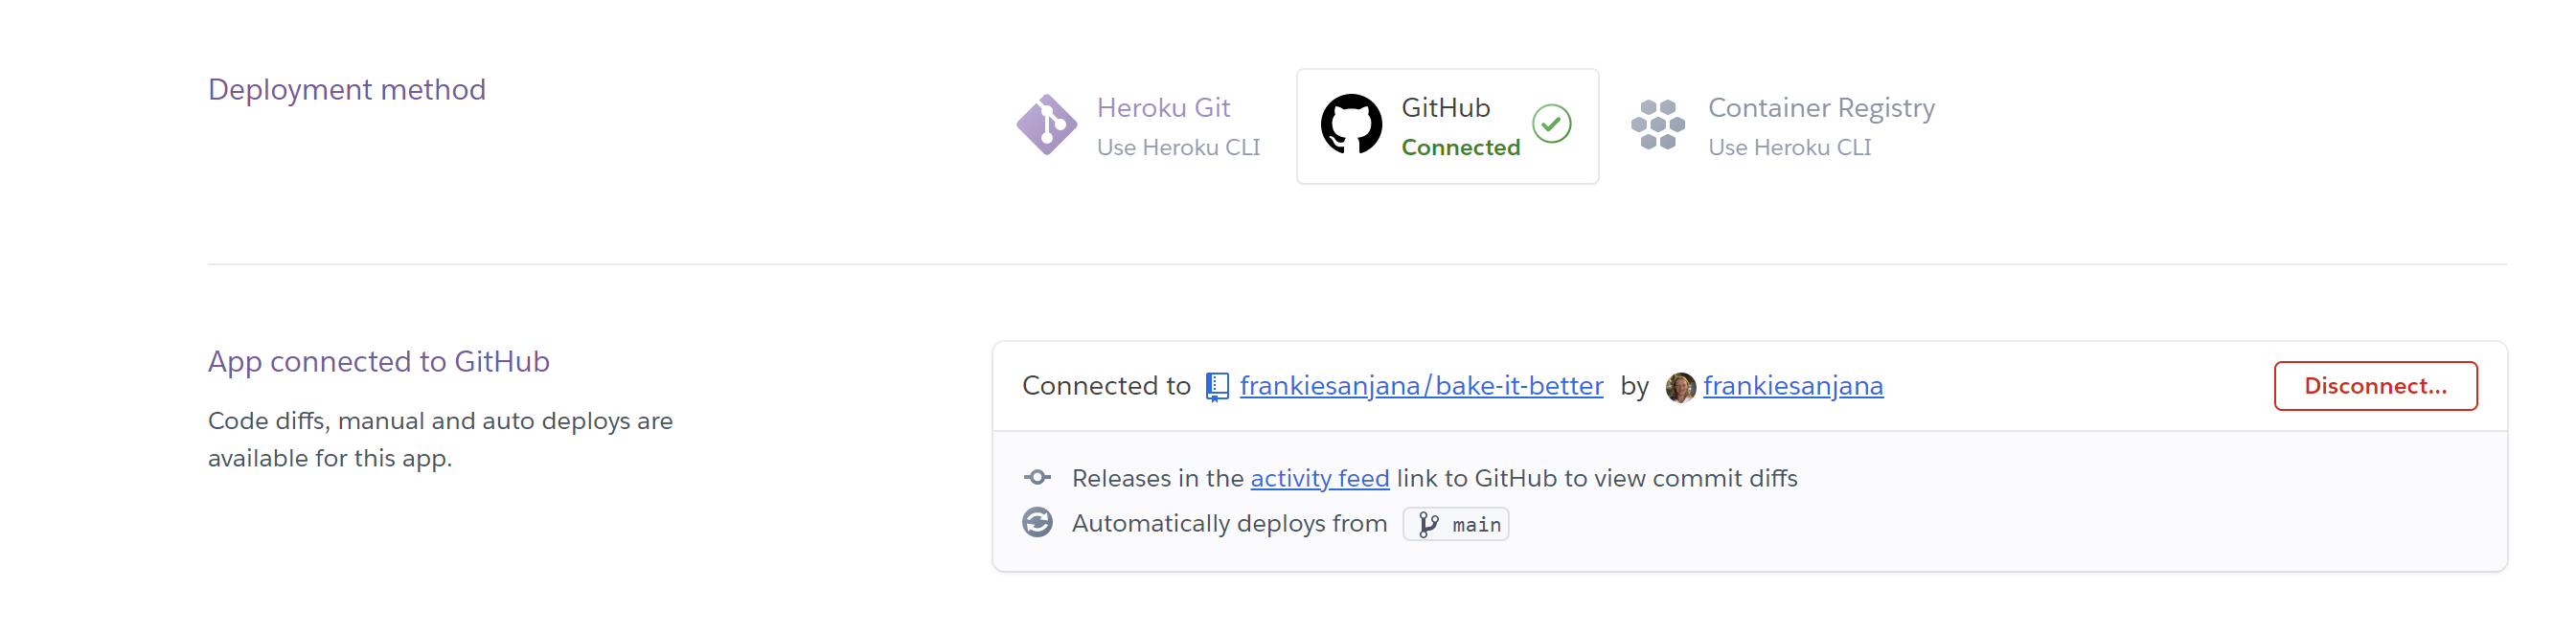 Deployment method
Heroku Git
Use Heroku CLI
GitHub
Connected
Container Registry
Use Heroku CLI
App connected to GitHub
Code diffs, manual and auto deploys are
available for this app.
Connected to frankiesanjana/bake-it-better by frankiesanjana
Disconnect...
Releases in the activity feed link to GitHub to view commit diffs
Automatically deploys from main